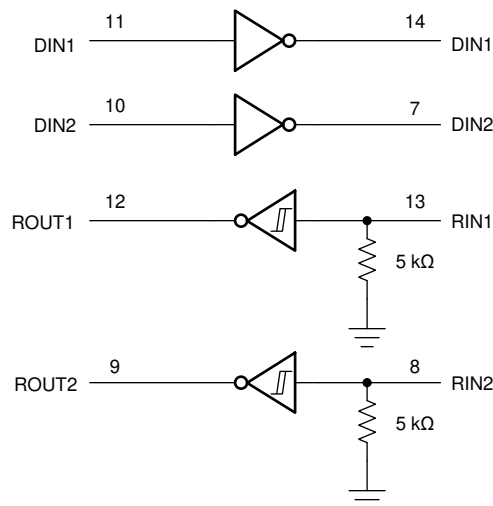 11 14
DIN1 DIN1
10 7
DIN2 DIN2
12 13
ROUT1 RIN1
5 kΩ
9 8
ROUT2 RIN2
5 kΩ